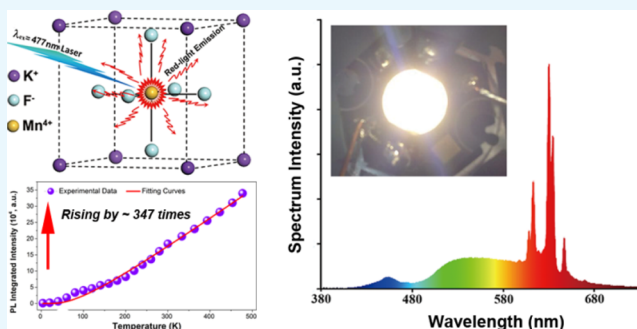 λex= 477nm Laser
Red-light Emission
K+
F-
Mn4+
PL Integrated Intensity (10⁴, a.u.)
35
30
25
20
15
10
5
0
Experimental Data
Fitting Curves
Rising by ~ 347 times
0 100 200 300 400 500
Temperature (K)
Spectrum Intensity (a.u.)
380 480 580 680
Wavelength (nm)